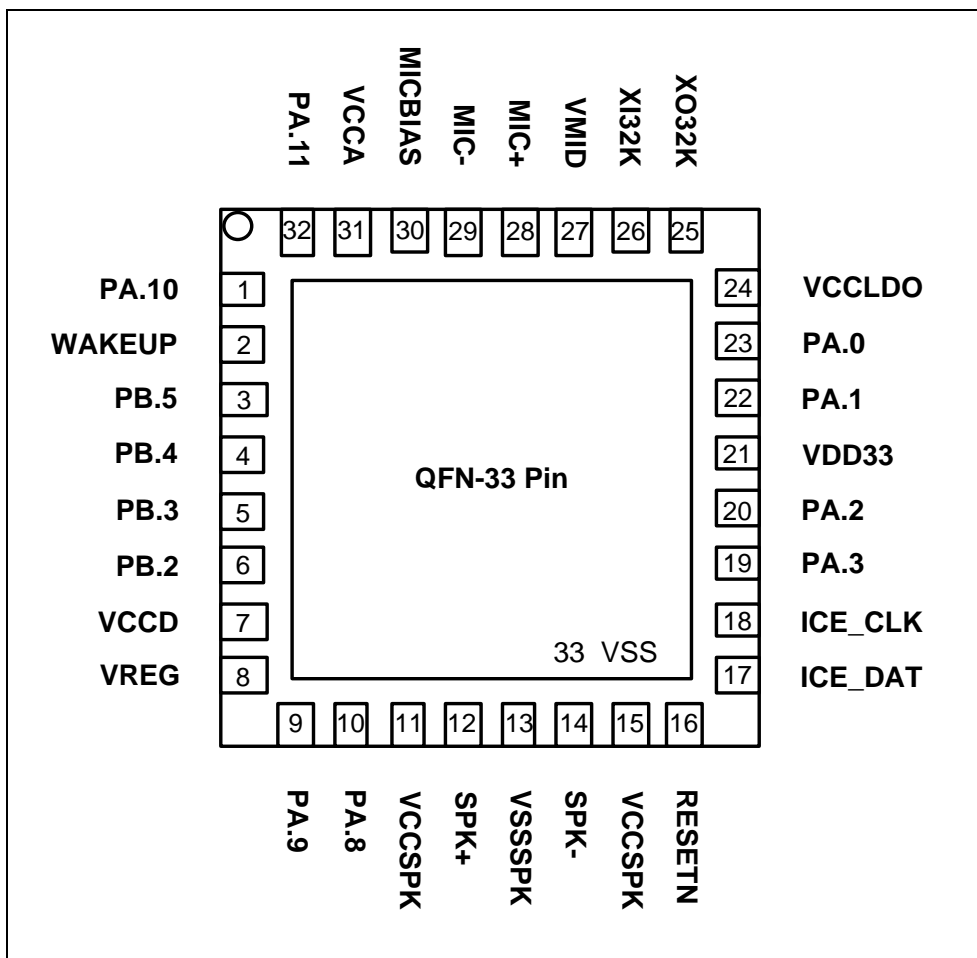 PA.11
VCCA
MICBIAS
MIC-
MIC+
VMID
XI32K
XO32K
32
31
30
29
28
27
26
25
PA.10
1
WAKEUP
2
PB.5
3
PB.4
4
PB.3
5
PB.2
6
VCCD
7
VREG
8
QFN-33 Pin
33 VSS
24
VCCLDO
23
PA.0
22
PA.1
21
VDD33
20
PA.2
19
PA.3
18
ICE_CLK
17
ICE_DAT
9
10
11
12
13
14
15
16
PA.9
PA.8
VCCSPK
SPK+
VSSSPK
SPK-
VCCSPK
RESETN